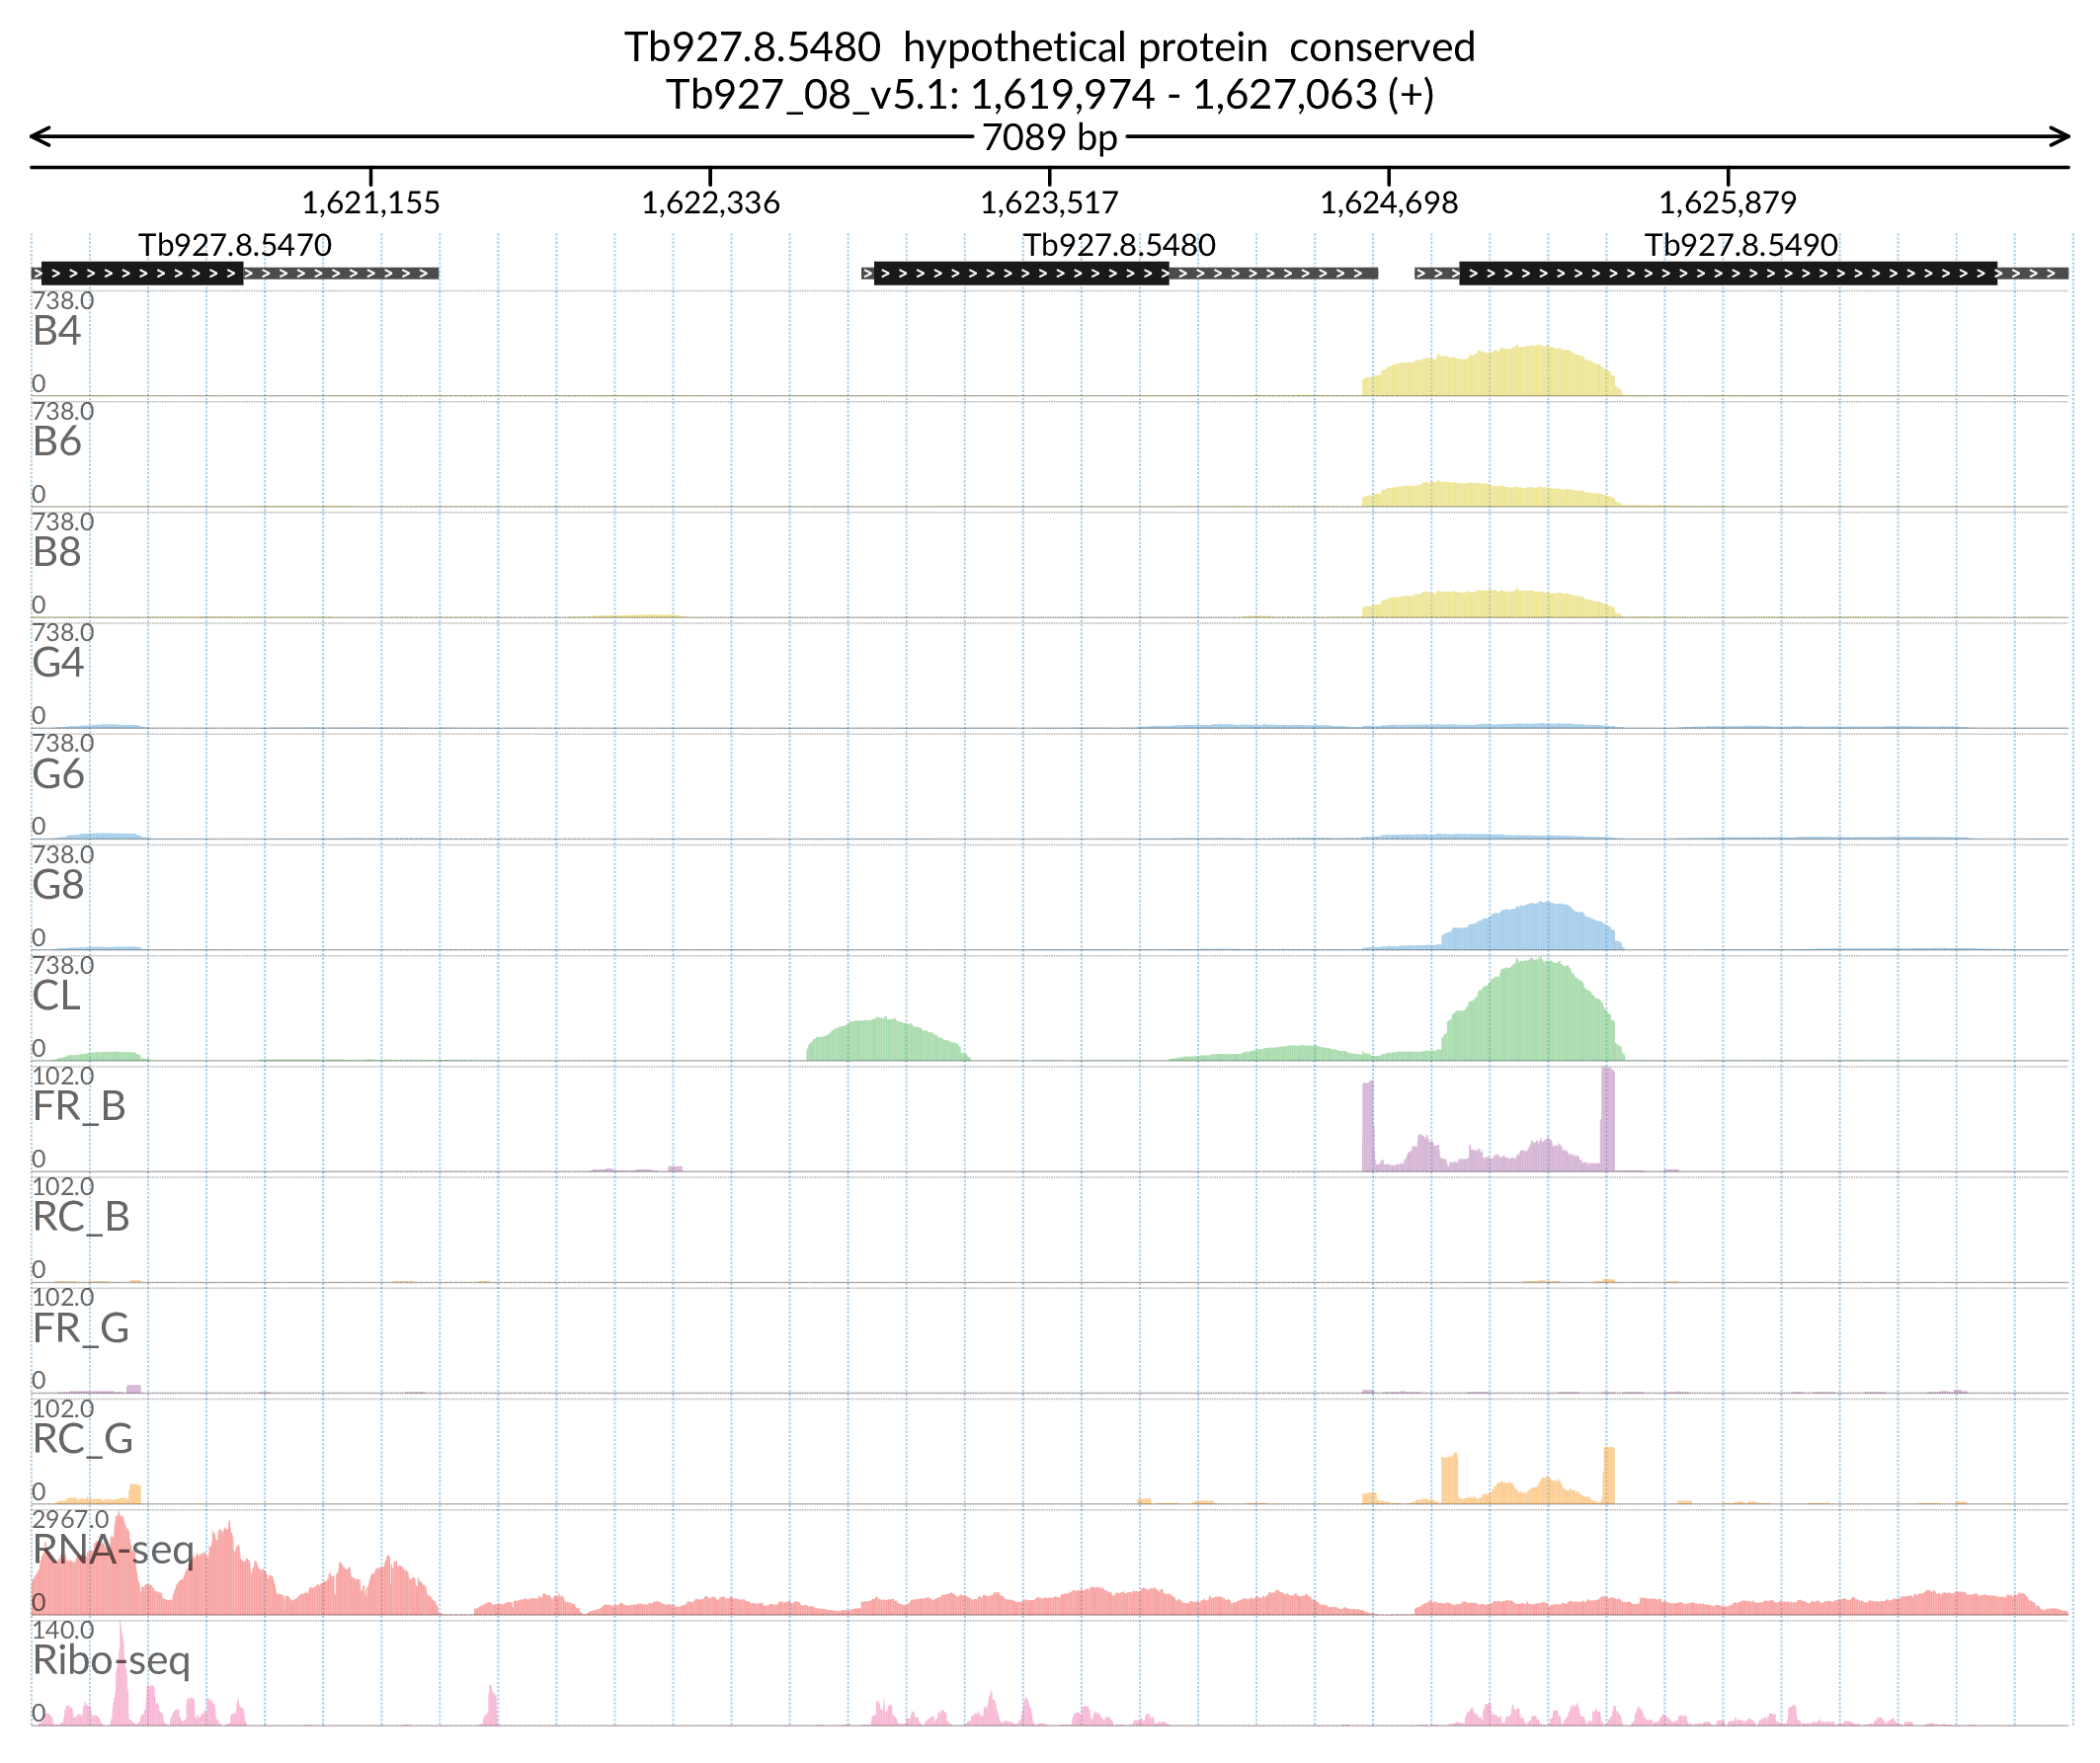 Tb927.8.5480 hypothetical protein conserved
Tb927_08_v5.1: 1,619,974 - 1,627,063 (+)
7089 bp
1,621,155 1,622,336 1,623,517 1,624,698 1,625,879
Tb927.8.5470 Tb927.8.5480 Tb927.8.5490
738.0
B4
0
738.0
B6
0
738.0
B8
0
738.0
G4
0
738.0
G6
0
738.0
G8
0
738.0
CL
0
102.0
FR_B
0
102.0
RC_B
0
102.0
FR_G
0
102.0
RC_G
0
2967.0
RNA-seq
0
140.0
Ribo-seq
0